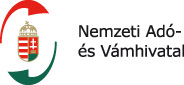 Nemzeti Adó-
és Vámhivatal